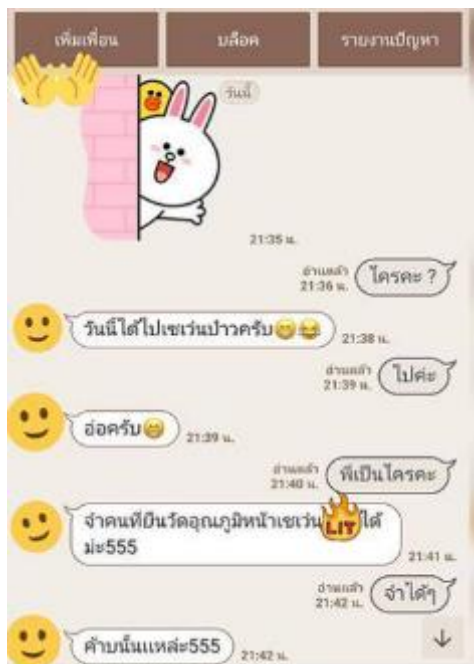 เพิ่มเพื่อน
บล็อค
รายงานปัญหา
วันนี้
21:35 น.
อ่านแล้ว
21:36 น.
ใครคะ ?
วันนี้ได้ไปเซเว่นป่าวครับ😁😂
21:38 น.
อ่านแล้ว
21:39 น.
ไปค่ะ
อ่อครับ😁
21:39 น.
อ่านแล้ว
21:40 น.
พี่เป็นใครคะ
จำคนที่ยืนวัดอุณภูมิหน้าเซเว่น LIT ได้
ม่ะ555
21:41 น.
อ่านแล้ว
21:42 น.
จำได้ๆ
ค้าบนั้นแหล่ะ555
21:42 น.